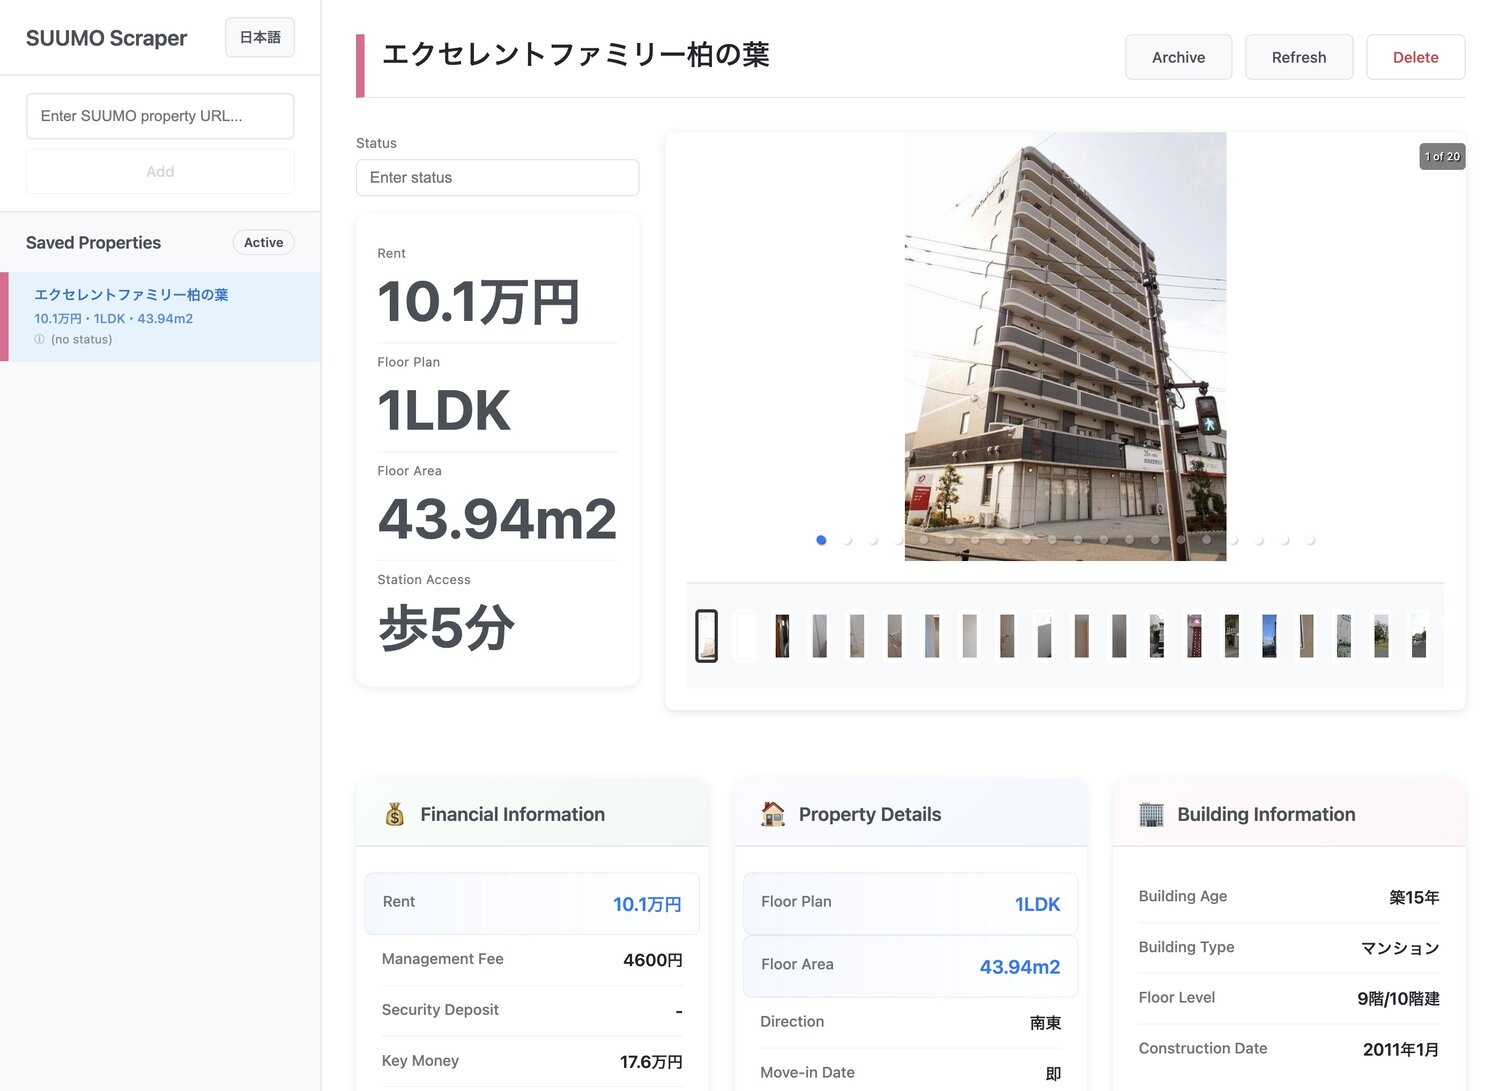 SUUMO Scraper
日本語
Enter SUUMO property URL...
Add
Saved Properties
Active
エクセレントファミリー柏の葉
10.1万円・1LDK・43.94m2
(no status)
エクセレントファミリー柏の葉
Archive
Refresh
Delete
Status
Enter status
Rent
10.1万円
Floor Plan
1LDK
Floor Area
43.94m2
Station Access
歩5分
1 of 20
💰 Financial Information
Rent 10.1万円
Management Fee 4600円
Security Deposit -
Key Money 17.6万円
🏠 Property Details
Floor Plan 1LDK
Floor Area 43.94m2
Direction 南東
Move-in Date 即
🏢 Building Information
Building Age 築15年
Building Type マンション
Floor Level 9階/10階建
Construction Date 2011年1月